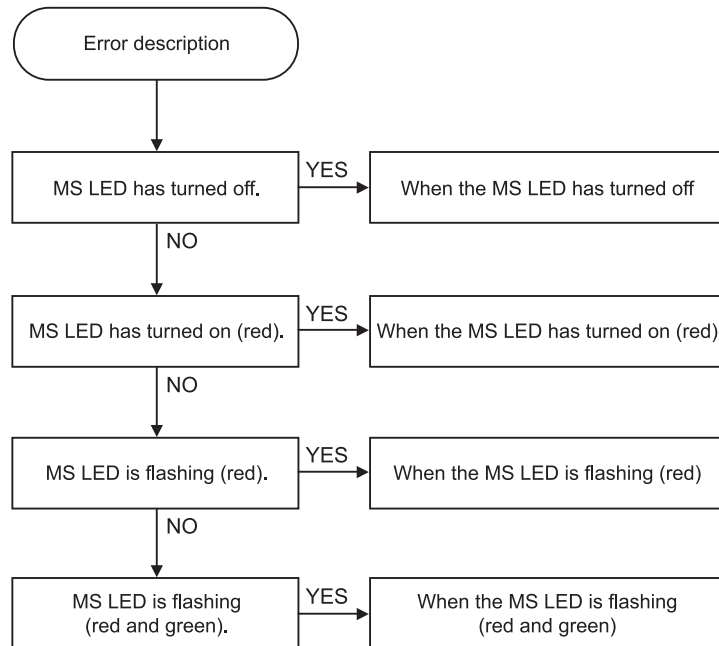 Error description
MS LED has turned off.
YES
When the MS LED has turned off
NO
MS LED has turned on (red).
YES
When the MS LED has turned on (red)
NO
MS LED is flashing (red).
YES
When the MS LED is flashing (red)
NO
MS LED is flashing
(red and green).
YES
When the MS LED is flashing
(red and green)